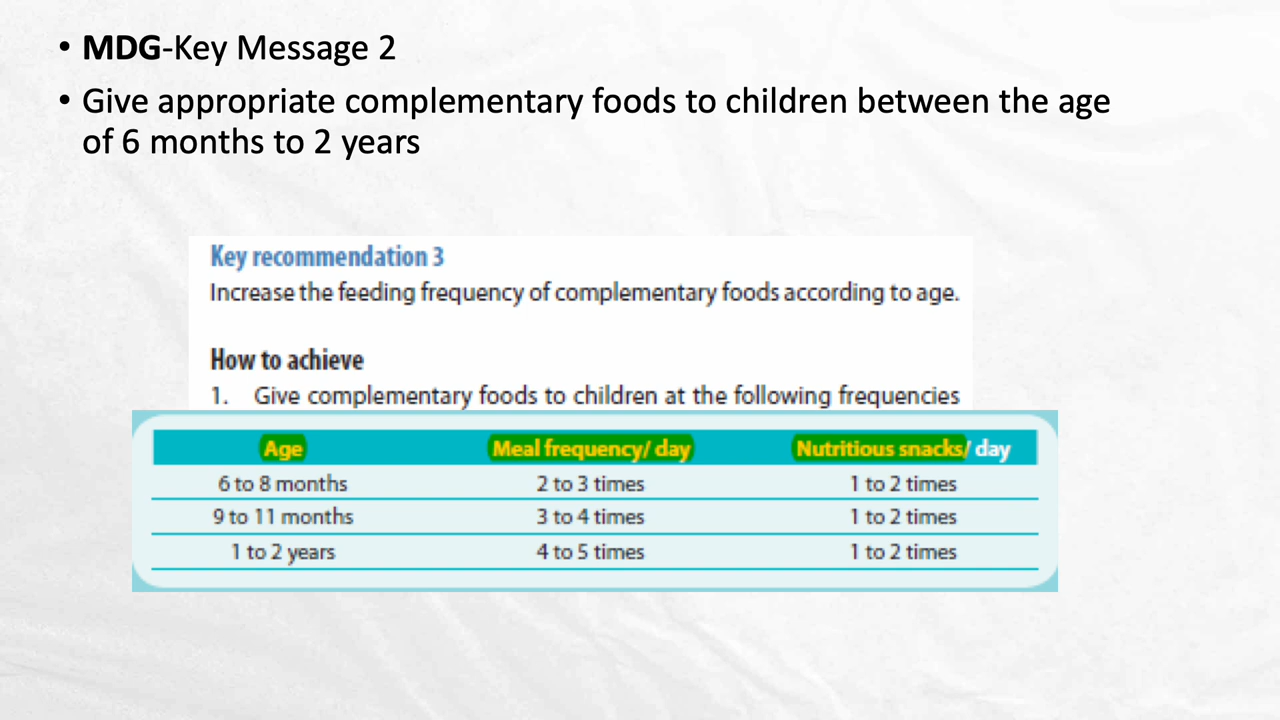 • MDG-Key Message 2
• Give appropriate complementary foods to children between the age
of 6 months to 2 years
Key recommendation 3
Increase the feeding frequency of complementary foods according to age.
How to achieve
1. Give complementary foods to children at the following frequencies
Age Meal frequency/ day Nutritious snacks/ day
6 to 8 months 2 to 3 times 1 to 2 times
9 to 11 months 3 to 4 times 1 to 2 times
1 to 2 years 4 to 5 times 1 to 2 times